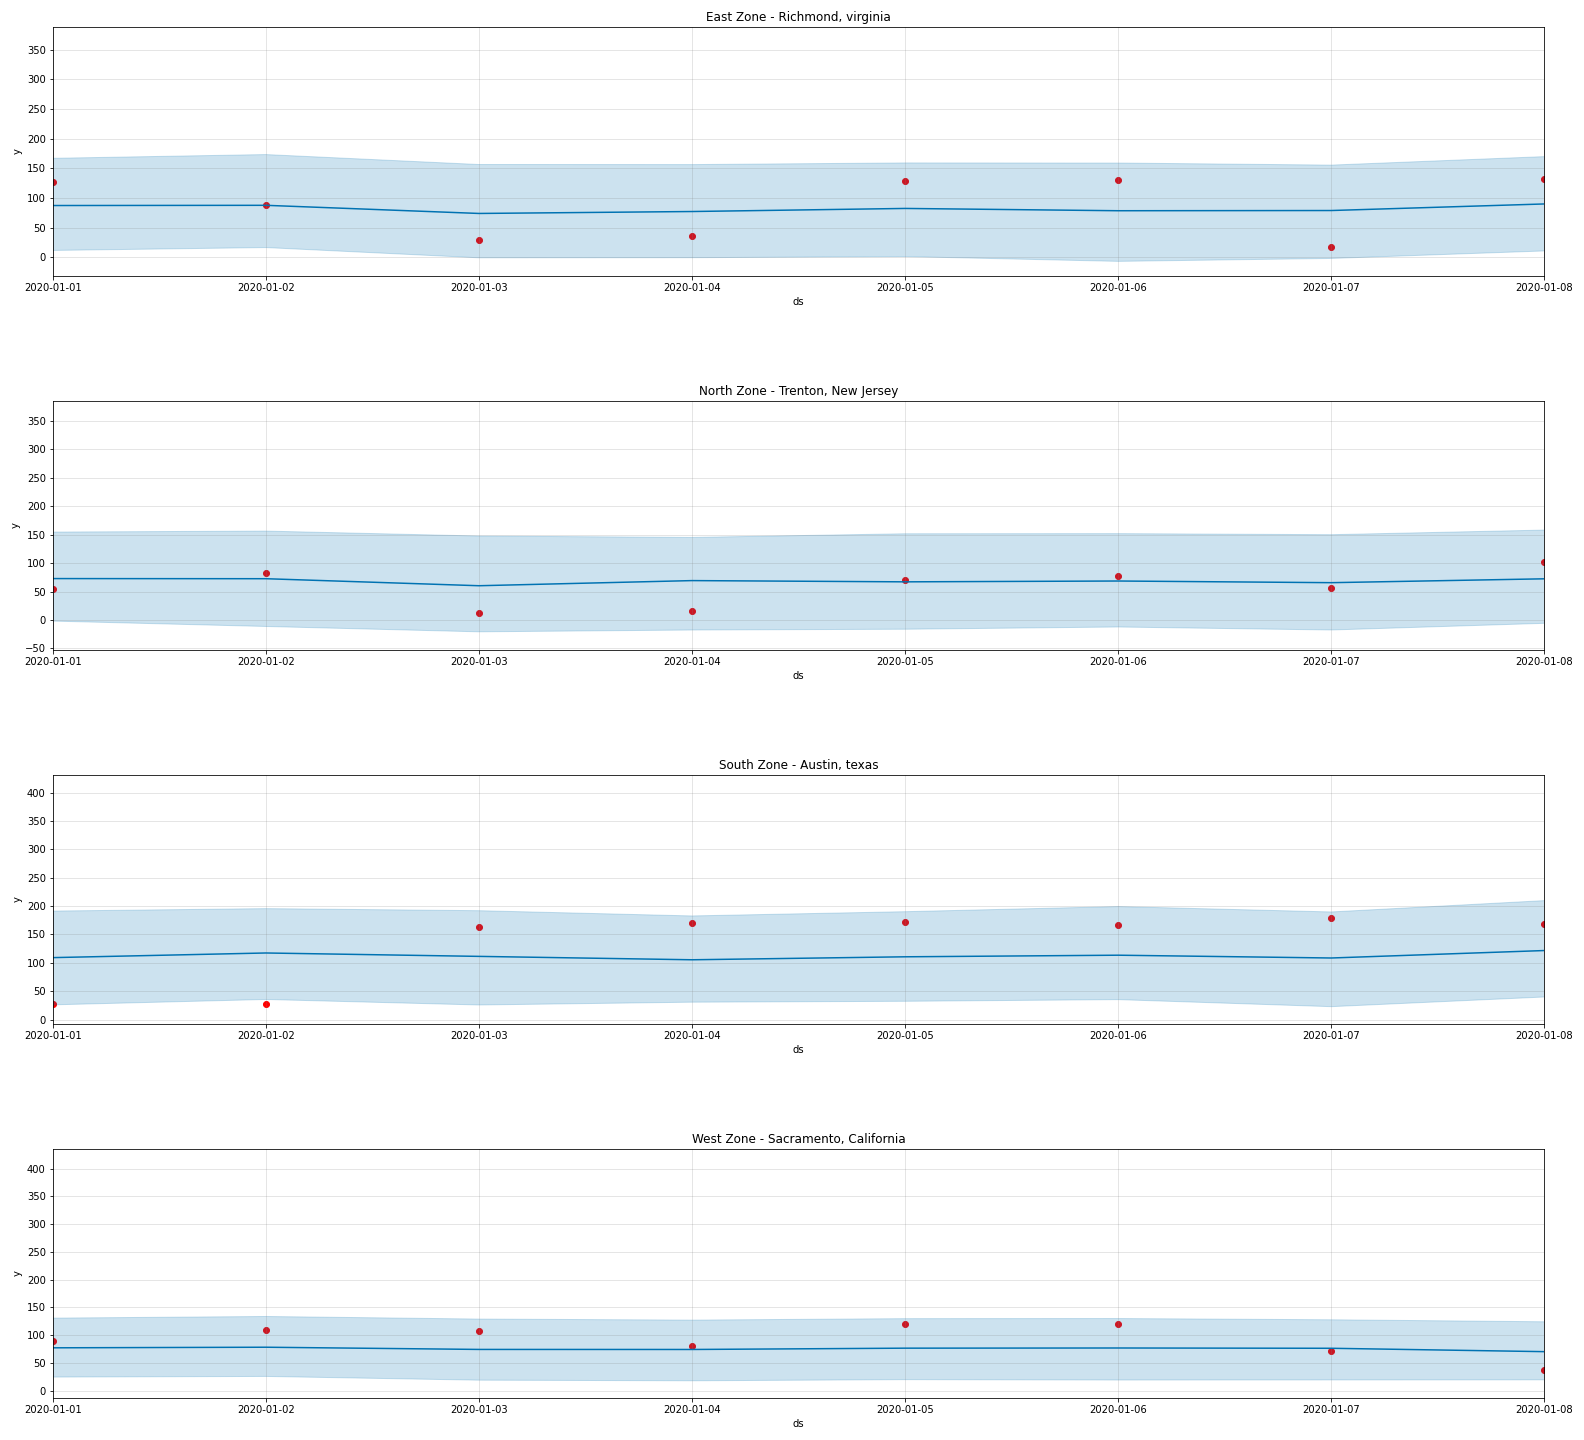 East Zone - Richmond, virginia
350
300
250
200
150
100
50
0
y
2020-01-01 2020-01-02 2020-01-03 2020-01-04 2020-01-05 2020-01-06 2020-01-07 2020-01-08
ds
North Zone - Trenton, New Jersey
350
300
250
200
150
100
50
0
−50
y
2020-01-01 2020-01-02 2020-01-03 2020-01-04 2020-01-05 2020-01-06 2020-01-07 2020-01-08
ds
South Zone - Austin, texas
400
350
300
250
200
150
100
50
0
y
2020-01-01 2020-01-02 2020-01-03 2020-01-04 2020-01-05 2020-01-06 2020-01-07 2020-01-08
ds
West Zone - Sacramento, California
400
350
300
250
200
150
100
50
0
y
2020-01-01 2020-01-02 2020-01-03 2020-01-04 2020-01-05 2020-01-06 2020-01-07 2020-01-08
ds